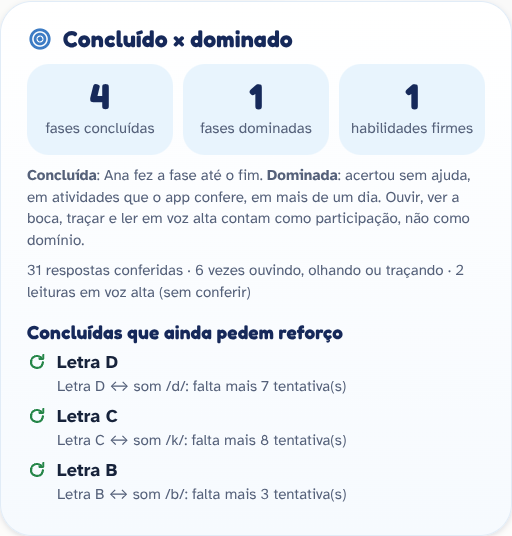 Concluído × dominado
4
fases concluídas
1
fases dominadas
1
habilidades firmes
Concluída: Ana fez a fase até o fim. Dominada: acertou sem ajuda,
em atividades que o app confere, em mais de um dia. Ouvir, ver a
boca, traçar e ler em voz alta contam como participação, não como
domínio.
31 respostas conferidas · 6 vezes ouvindo, olhando ou traçando · 2
leituras em voz alta (sem conferir)
Concluídas que ainda pedem reforço
Letra D
Letra D ↔ som /d/: falta mais 7 tentativa(s)
Letra C
Letra C ↔ som /k/: falta mais 8 tentativa(s)
Letra B
Letra B ↔ som /b/: falta mais 3 tentativa(s)